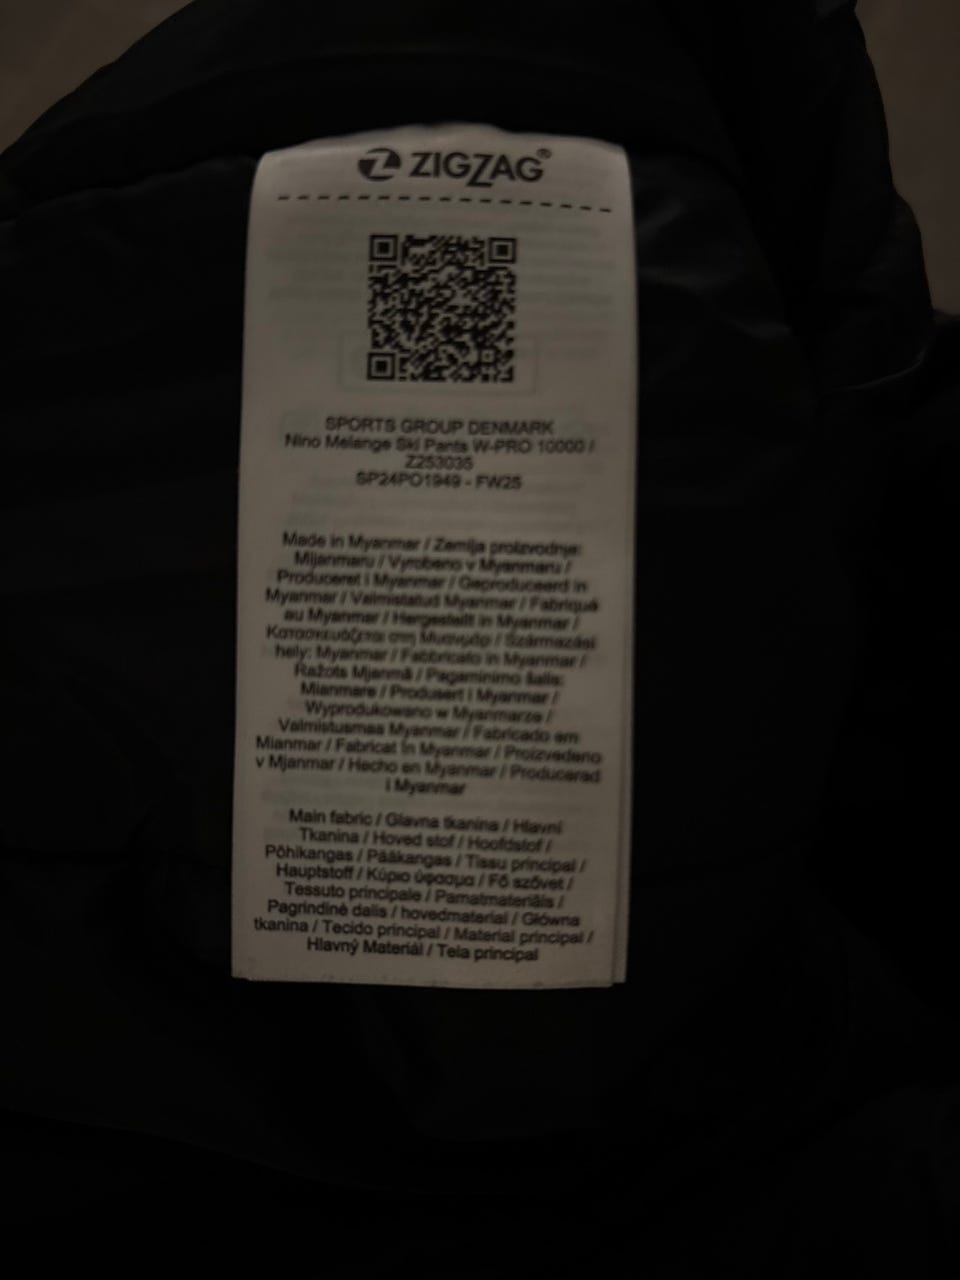 ZIGZAG®
SPORTS GROUP DENMARK
Nino Melange Ski Pants W-PRO 10000 /
Z253035
SP24PO1949 - FW25
Made in Myanmar / Zemlja proizvodnje:
Mijanmaru / Vyrobeno v Myanmaru /
Produceret i Myanmar / Geproduceerd in
Myanmar / Valmistatud Myanmar / Fabriqué
au Myanmar / Hergestellt in Myanmar /
Κατασκευάζεται στη Μιανμάρ / Származási
hely: Myanmar / Fabbricato in Myanmar /
Ražots Mjanmā / Pagaminimo šalis:
Mianmare / Produsert i Myanmar /
Wyprodukowano w Myanmarze /
Valmistusmaa Myanmar / Fabricado em
Mianmar / Fabricat în Myanmar / Proizvedeno
v Mjanmar / Hecho en Myanmar / Producerad
i Myanmar
Main fabric / Glavna tkanina / Hlavní
Tkanina / Hoved stof / Hoofdstof /
Põhikangas / Pääkangas / Tissu principal /
Hauptstoff / Κύριο ύφασμα / Fő szövet /
Tessuto principale / Pamatmateriāls /
Pagrindinė dalis / hovedmaterial / Główna
tkanina / Tecido principal / Material principal /
Hlavný Materiál / Tela principal